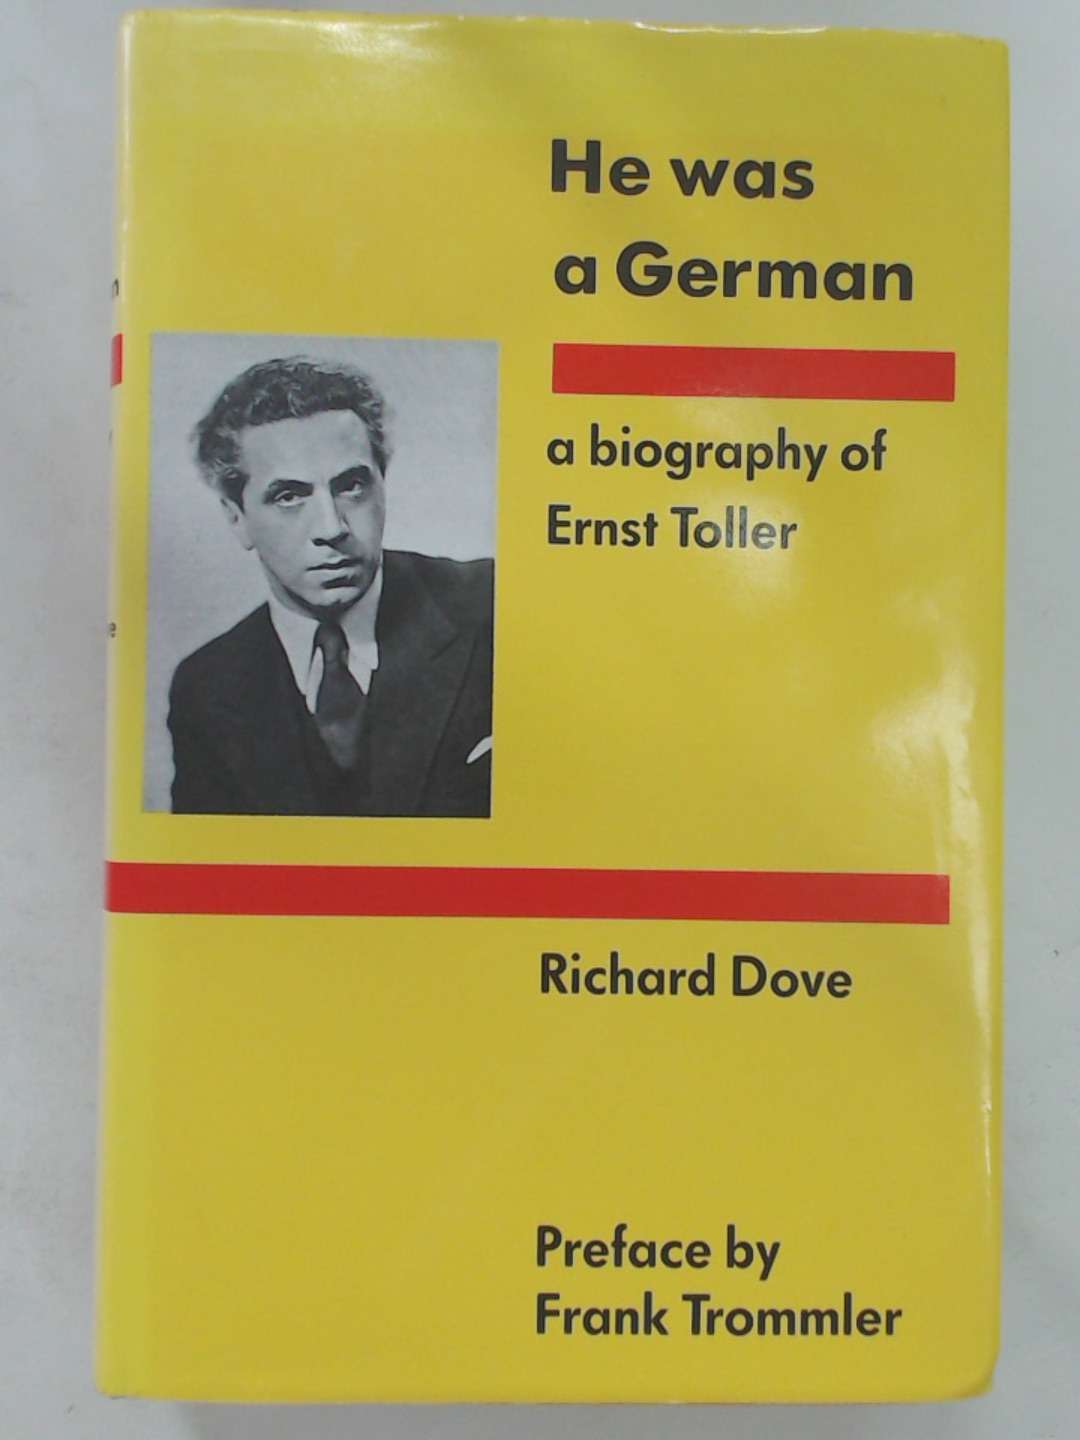 He was
a German
a biography of
Ernst Toller
Richard Dove
Preface by
Frank Trommler